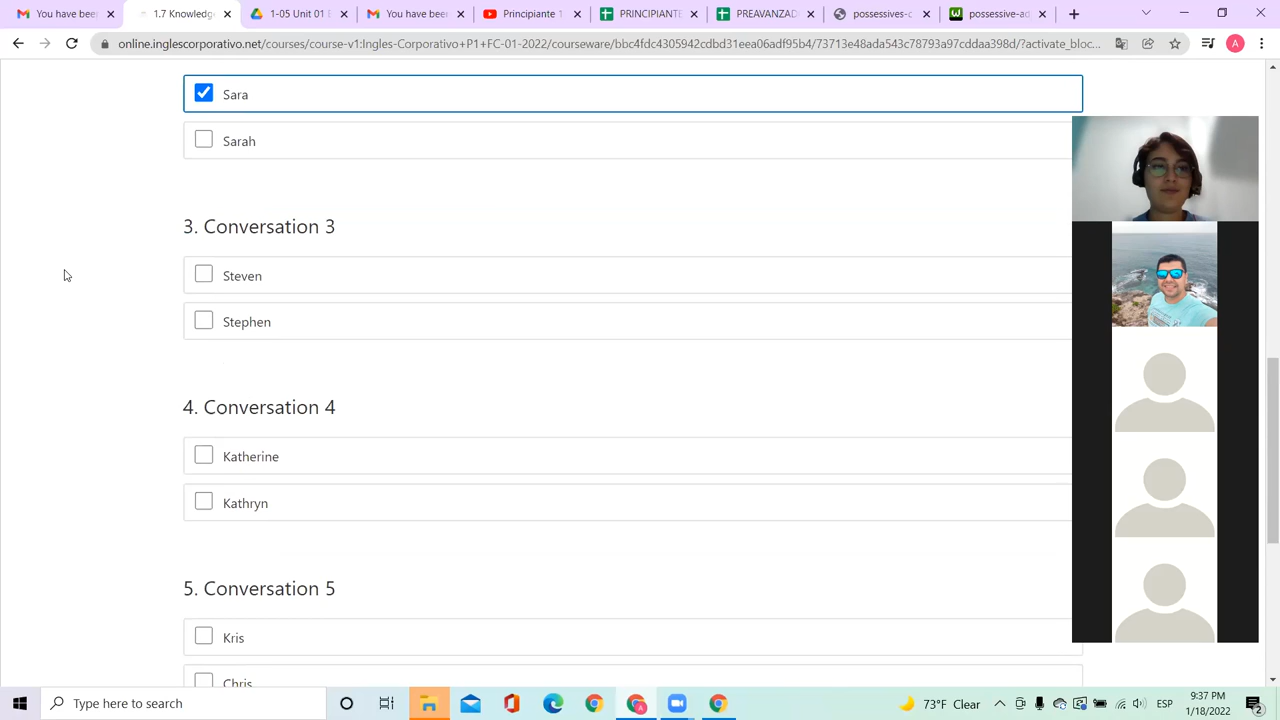 You have bee
1.7 Knowledg
1-05 Unit 01 E
You have bee
Principiante 1
PRINCIPIANTE
PREAVANZAD
possessives-c
possessive-an
online.inglescorporativo.net/courses/course-v1:Ingles-Corporativo+P1+FC-01-2022/courseware/bbc4fdc4305942cdbd31eea06adf95b4/73713e48ada543c78793a97cddaa398d/?activate_bloc...
A
Sara
Sarah
3. Conversation 3
Steven
Stephen
4. Conversation 4
Katherine
Kathryn
5. Conversation 5
Kris
Chris
Type here to search
A
73°F Clear
ESP
9:37 PM
1/18/2022
2